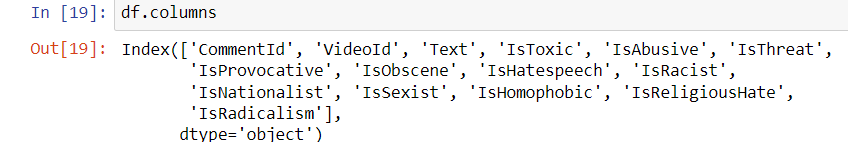 In [19]: df.columns
Out[19]: Index(['CommentId', 'VideoId', 'Text', 'IsToxic', 'IsAbusive', 'IsThreat',
'IsProvocative', 'IsObscene', 'IsHatespeech', 'IsRacist',
'IsNationalist', 'IsSexist', 'IsHomophobic', 'IsReligiousHate',
'IsRadicalism'],
dtype='object')